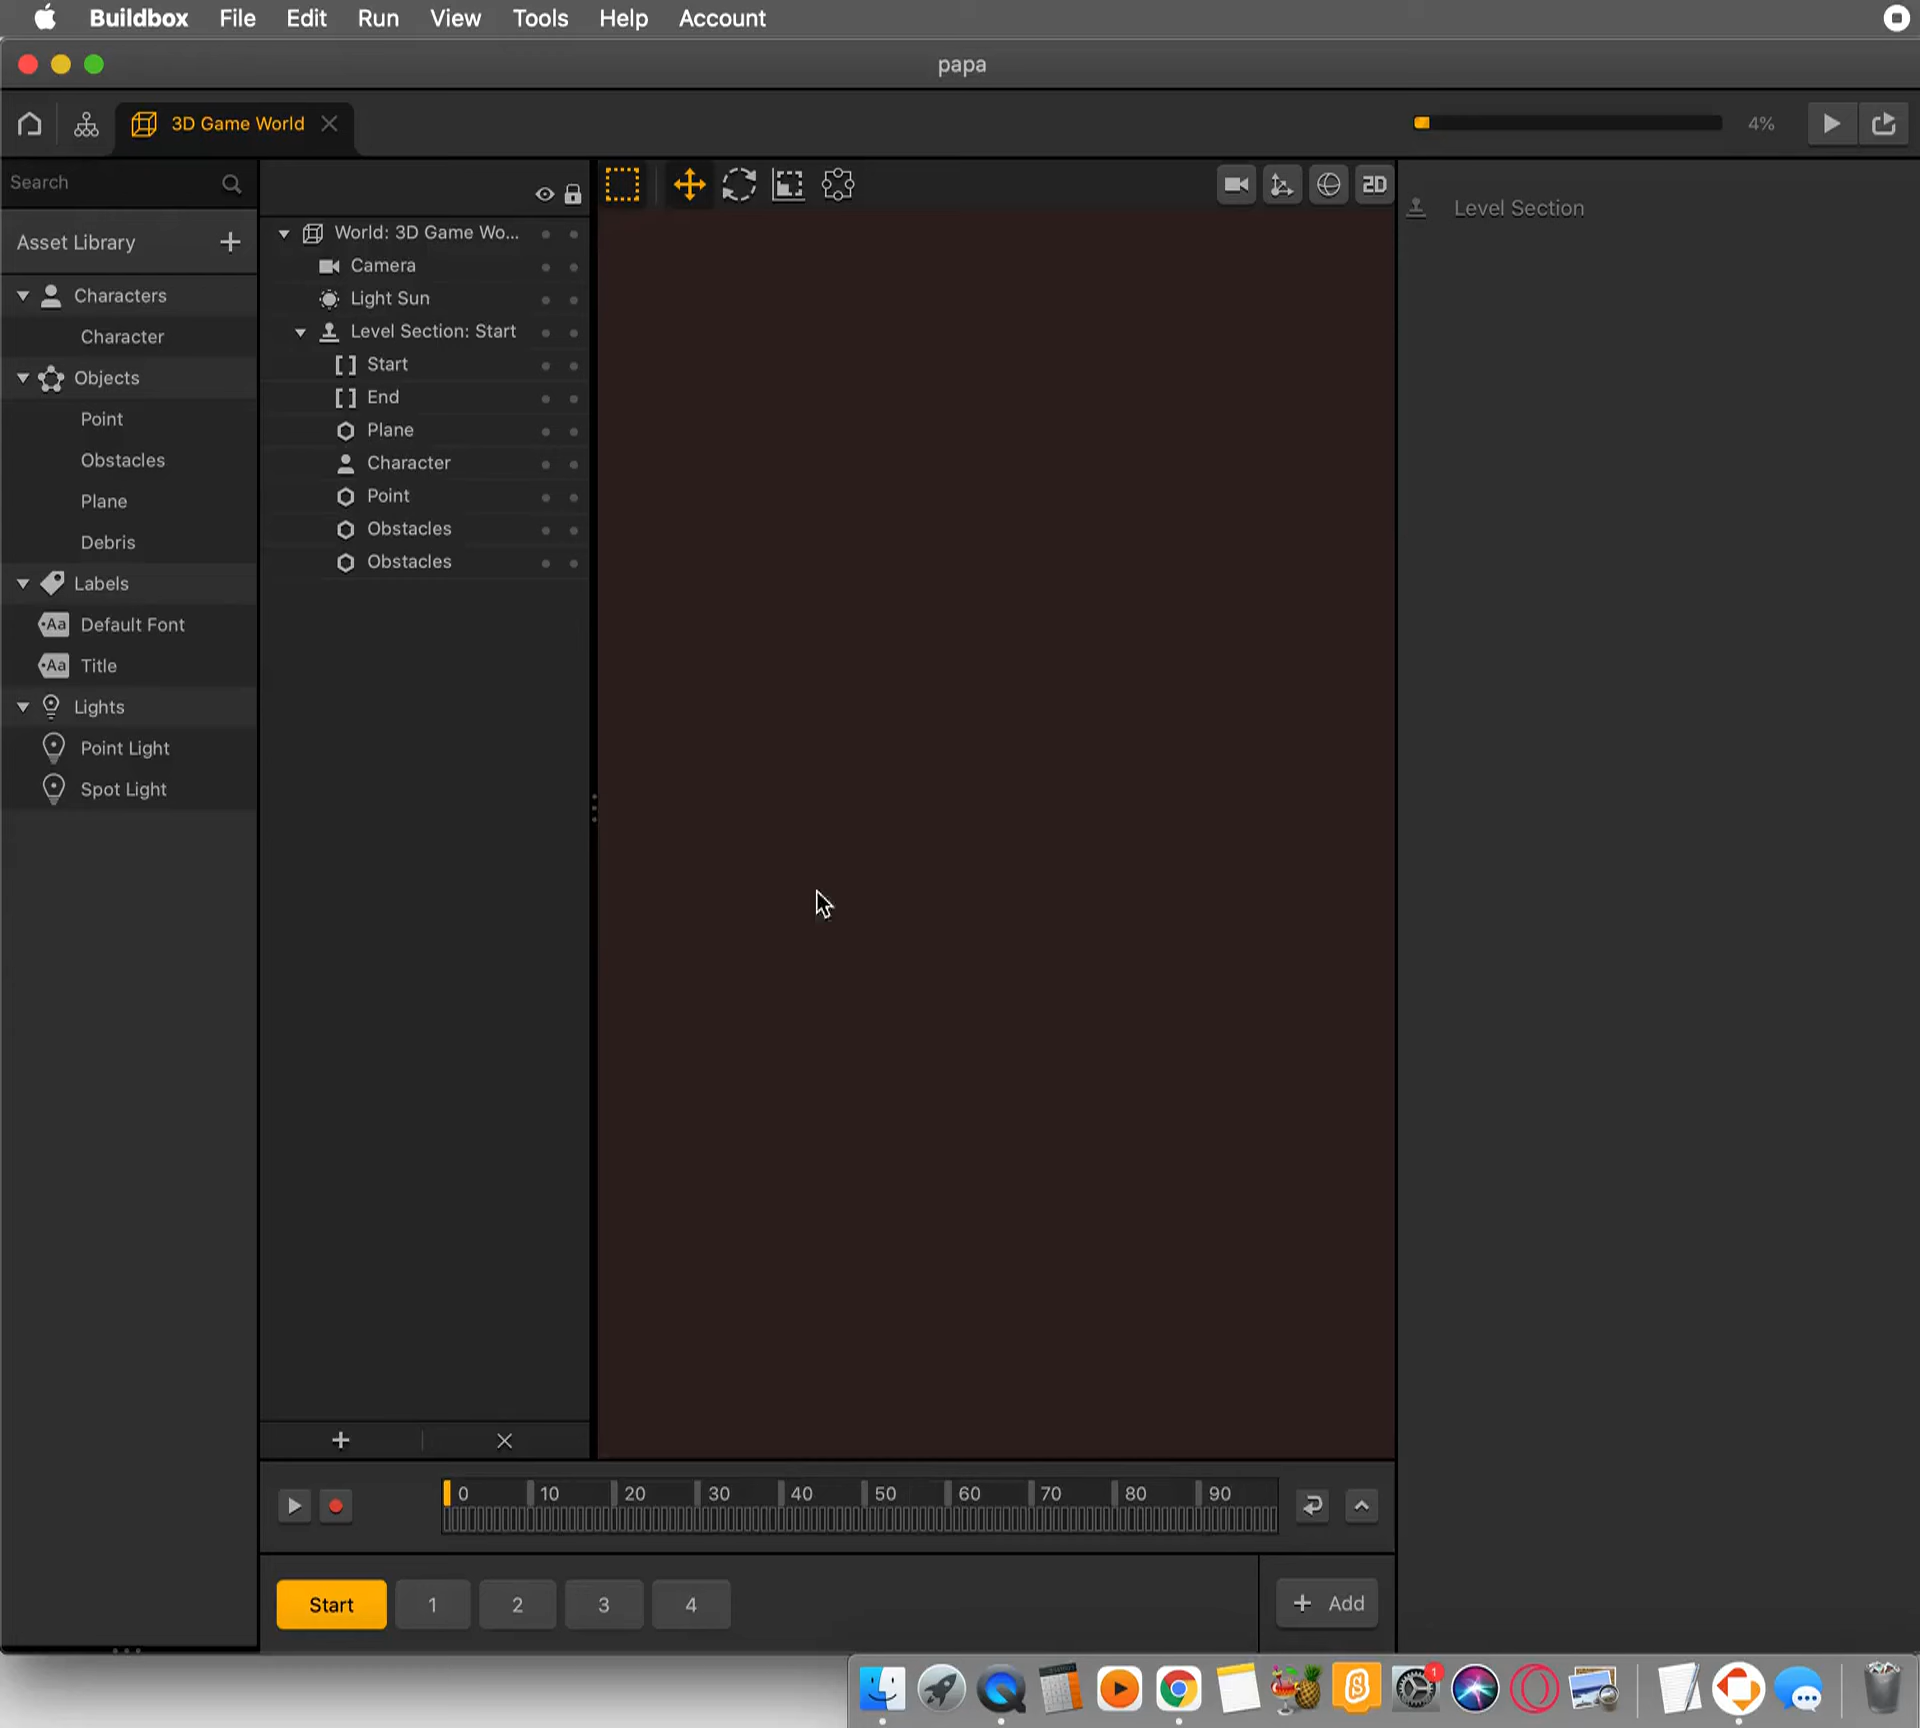 Buildbox File Edit Run View Tools Help Account
papa
3D Game World
4%
Search
Asset Library
Characters
Character
Objects
Point
Obstacles
Plane
Debris
Labels
Aa Default Font
Aa Title
Lights
Point Light
Spot Light
World: 3D Game Wo...
Camera
Light Sun
Level Section: Start
Start
End
Plane
Character
Point
Obstacles
Obstacles
2D
Level Section
0 10 20 30 40 50 60 70 80 90
Start 1 2 3 4
Add
1